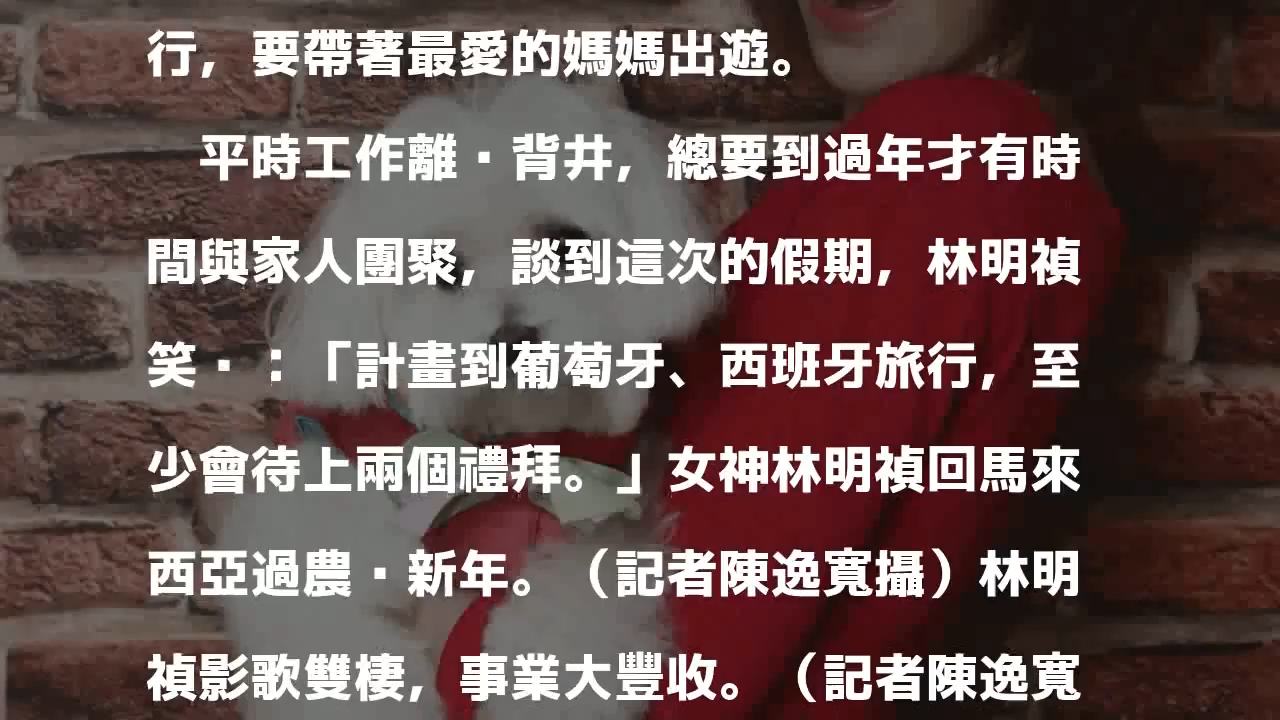 行，要帶著最愛的媽媽出遊。
平時工作離▪背井，總要到過年才有時
間與家人團聚，談到這次的假期，林明禎
笑▪：「計畫到葡萄牙、西班牙旅行，至
少會待上兩個禮拜。」女神林明禎回馬來
西亞過農▪新年。（記者陳逸寬攝）林明
禎影歌雙棲，事業大豐收。（記者陳逸寬